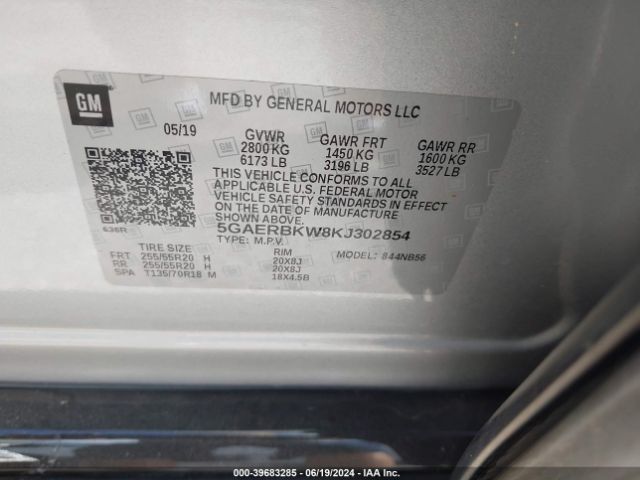 GM
MFD BY GENERAL MOTORS LLC
05/19
GVWR GAWR FRT GAWR RR
2800 KG 1450 KG 1600 KG
6173 LB 3196 LB 3527 LB
THIS VEHICLE CONFORMS TO ALL
APPLICABLE U.S. FEDERAL MOTOR
VEHICLE SAFETY STANDARDS IN EFFECT
ON THE DATE OF MANUFACTURE SHOWN
ABOVE.
5GAERBKW8KJ302854
TYPE: M.P.V. MODEL: 844NB56
636R
TIRE SIZE RIM
FRT 255/55R20 H 20X8J
RR 255/55R20 H 20X8J
SPA T135/70R18 M 18X4.5B
000-39683285 - 06/19/2024 - IAA Inc.